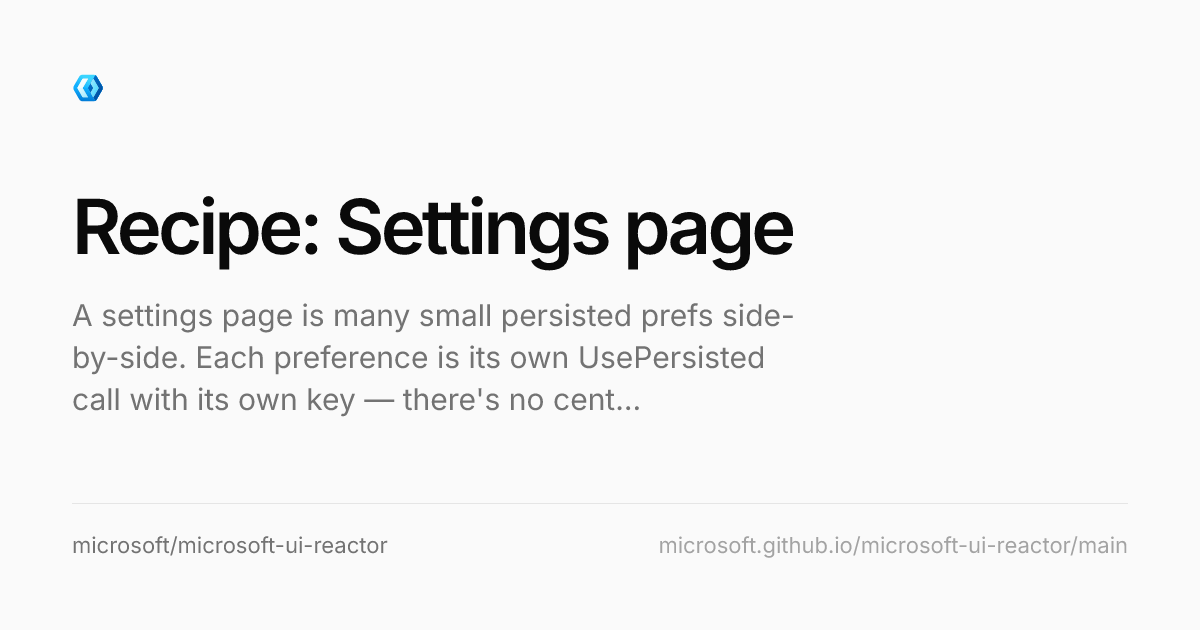 Recipe: Settings page
A settings page is many small persisted prefs side-
by-side. Each preference is its own UsePersisted
call with its own key — there's no cent...
microsoft/microsoft-ui-reactor
microsoft.github.io/microsoft-ui-reactor/main